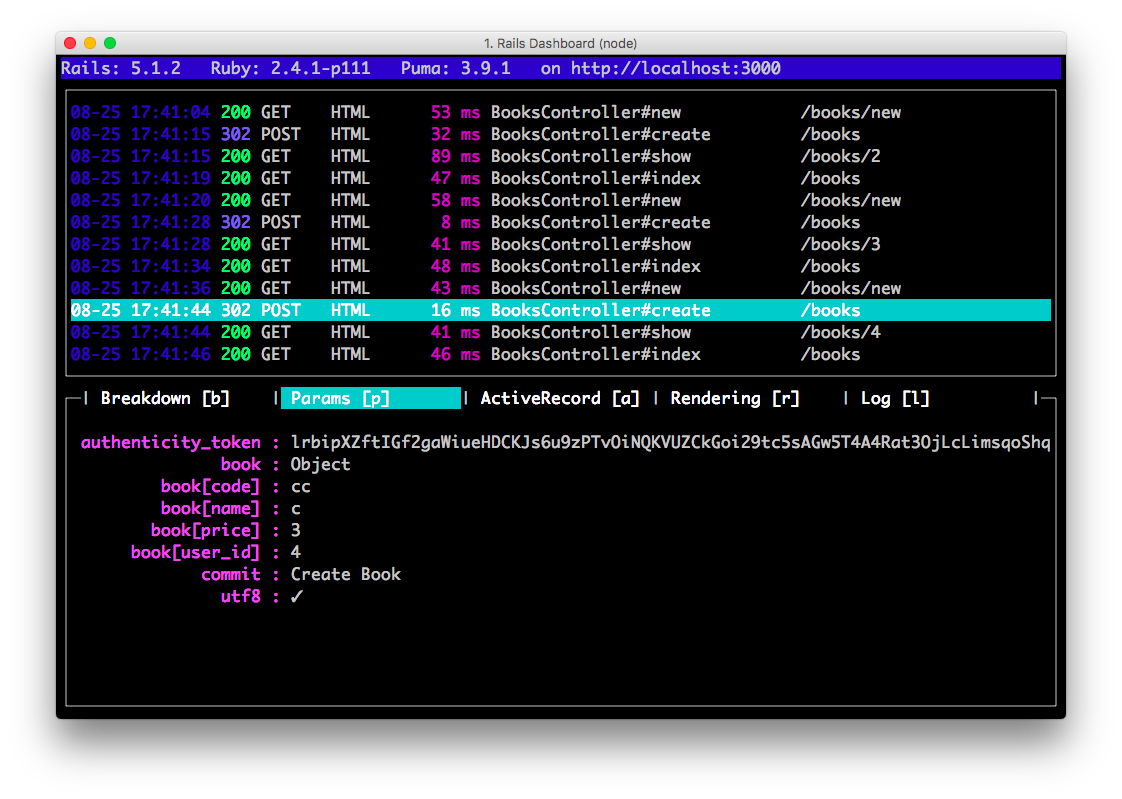 1. Rails Dashboard (node)
Rails: 5.1.2 Ruby: 2.4.1-p111 Puma: 3.9.1 on http://localhost:3000
08-25 17:41:04 200 GET HTML 53 ms BooksController#new /books/new
08-25 17:41:15 302 POST HTML 32 ms BooksController#create /books
08-25 17:41:15 200 GET HTML 89 ms BooksController#show /books/2
08-25 17:41:19 200 GET HTML 47 ms BooksController#index /books
08-25 17:41:20 200 GET HTML 58 ms BooksController#new /books/new
08-25 17:41:28 302 POST HTML 8 ms BooksController#create /books
08-25 17:41:28 200 GET HTML 41 ms BooksController#show /books/3
08-25 17:41:34 200 GET HTML 48 ms BooksController#index /books
08-25 17:41:36 200 GET HTML 43 ms BooksController#new /books/new
08-25 17:41:44 302 POST HTML 16 ms BooksController#create /books
08-25 17:41:44 200 GET HTML 41 ms BooksController#show /books/4
08-25 17:41:46 200 GET HTML 46 ms BooksController#index /books
| Breakdown [b] | Params [p] | ActiveRecord [a] | Rendering [r] | Log [l] |
authenticity_token : lrbipXZftIGf2gaWiueHDCKJs6u9zPTvOiNQKVUZCkGoi29tc5sAGw5T4A4Rat3OjLcLimsqoShq
book : Object
book[code] : cc
book[name] : c
book[price] : 3
book[user_id] : 4
commit : Create Book
utf8 : ✓